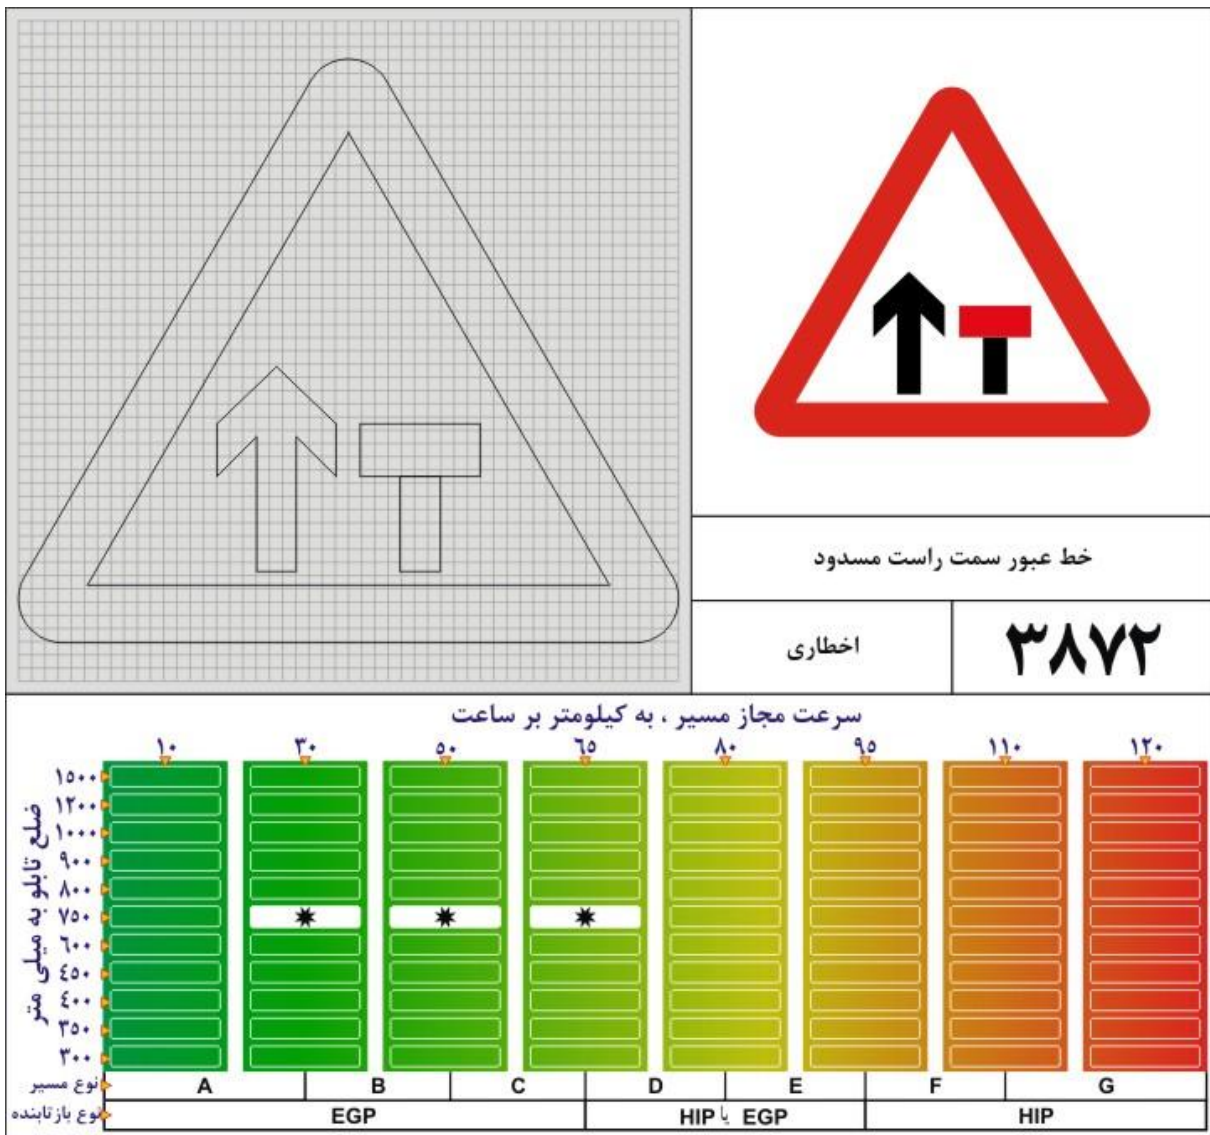 خط عبور سمت راست مسدود
۳۸۷۲
اخطاری
سرعت مجاز مسیر ، به کیلومتر بر ساعت
۱۰ ۳۰ ۵۰ ۶۵ ۸۰ ۹۵ ۱۱۰ ۱۲۰
ضلع تابلو به میلی متر
۱۵۰۰
۱۲۰۰
۱۰۰۰
۹۰۰
۸۰۰
۷۵۰
۶۰۰
۴۵۰
۴۰۰
۳۵۰
۳۰۰
نوع مسیر A B C D E F G
نوع بازتابنده EGP HIP یا EGP HIP